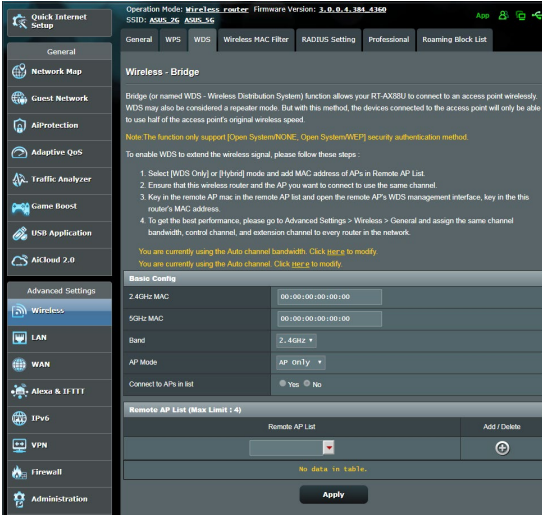 Quick Internet
Setup
Operation Mode: Wireless router Firmware Version: 3.0.0.4.384_4360
SSID: ASUS_2G ASUS_5G
App
General
WPS
WDS
Wireless MAC Filter
RADIUS Setting
Professional
Roaming Block List
General
Network Map
Guest Network
AiProtection
Adaptive QoS
Traffic Analyzer
Game Boost
USB Application
AiCloud 2.0
Advanced Settings
Wireless
LAN
WAN
Alexa & IFTTT
IPv6
VPN
Firewall
Administration
Wireless - Bridge
Bridge (or named WDS - Wireless Distribution System) function allows your RT-AX88U to connect to an access point wirelessly.
WDS may also be considered a repeater mode. But with this method, the devices connected to the access point will only be able
to use half of the access point's original wireless speed.
Note:The function only support [Open System/NONE, Open System/WEP] security authentication method.
To enable WDS to extend the wireless signal, please follow these steps :
1. Select [WDS Only] or [Hybrid] mode and add MAC address of APs in Remote AP List.
2. Ensure that this wireless router and the AP you want to connect to use the same channel.
3. Key in the remote AP mac in the remote AP list and open the remote AP's WDS management interface, key in the this
router's MAC address.
4. To get the best performance, please go to Advanced Settings > Wireless > General and assign the same channel
bandwidth, control channel, and extension channel to every router in the network.
You are currently using the Auto channel bandwidth. Click Here to modify.
You are currently using the Auto channel. Click Here to modify.
Basic Config
2.4GHz MAC
00:00:00:00:00:00
5GHz MAC
00:00:00:00:00:00
Band
2.4GHz
AP Mode
AP Only
Connect to APs in list
Yes No
Remote AP List (Max Limit : 4)
Remote AP List
Add / Delete
No data in table.
Apply